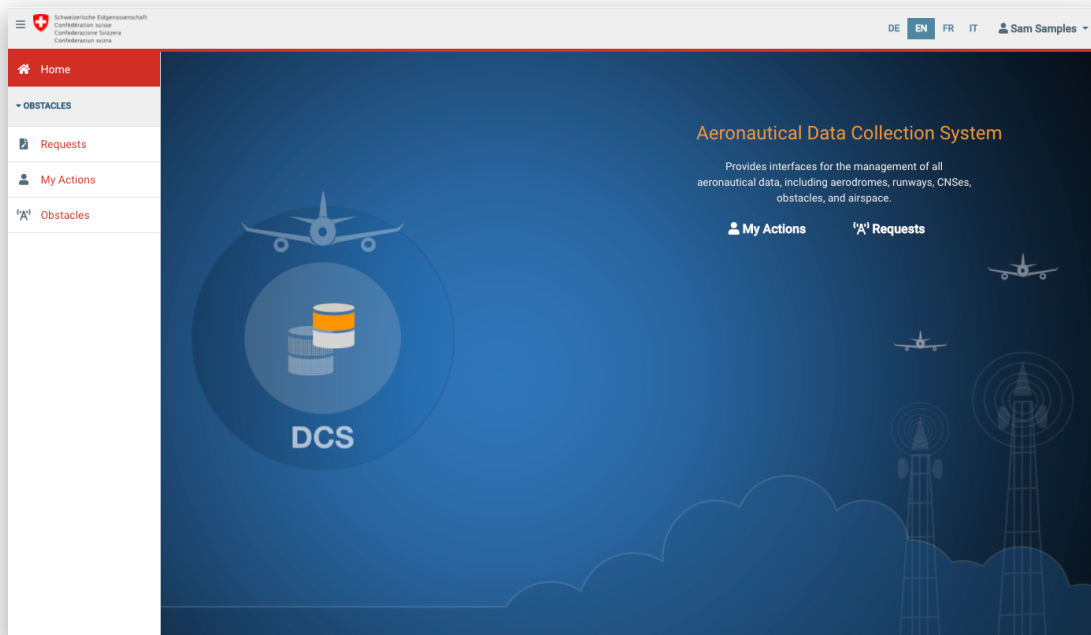 Schweizerische Eidgenossenschaft
Confédération suisse
Confederazione Svizzera
Confederaziun svizra
DE EN FR IT Sam Samples
Home
OBSTACLES
Requests
My Actions
Obstacles
Aeronautical Data Collection System
Provides interfaces for the management of all
aeronautical data, including aerodromes, runways, CNSes,
obstacles, and airspace.
My Actions Requests
DCS